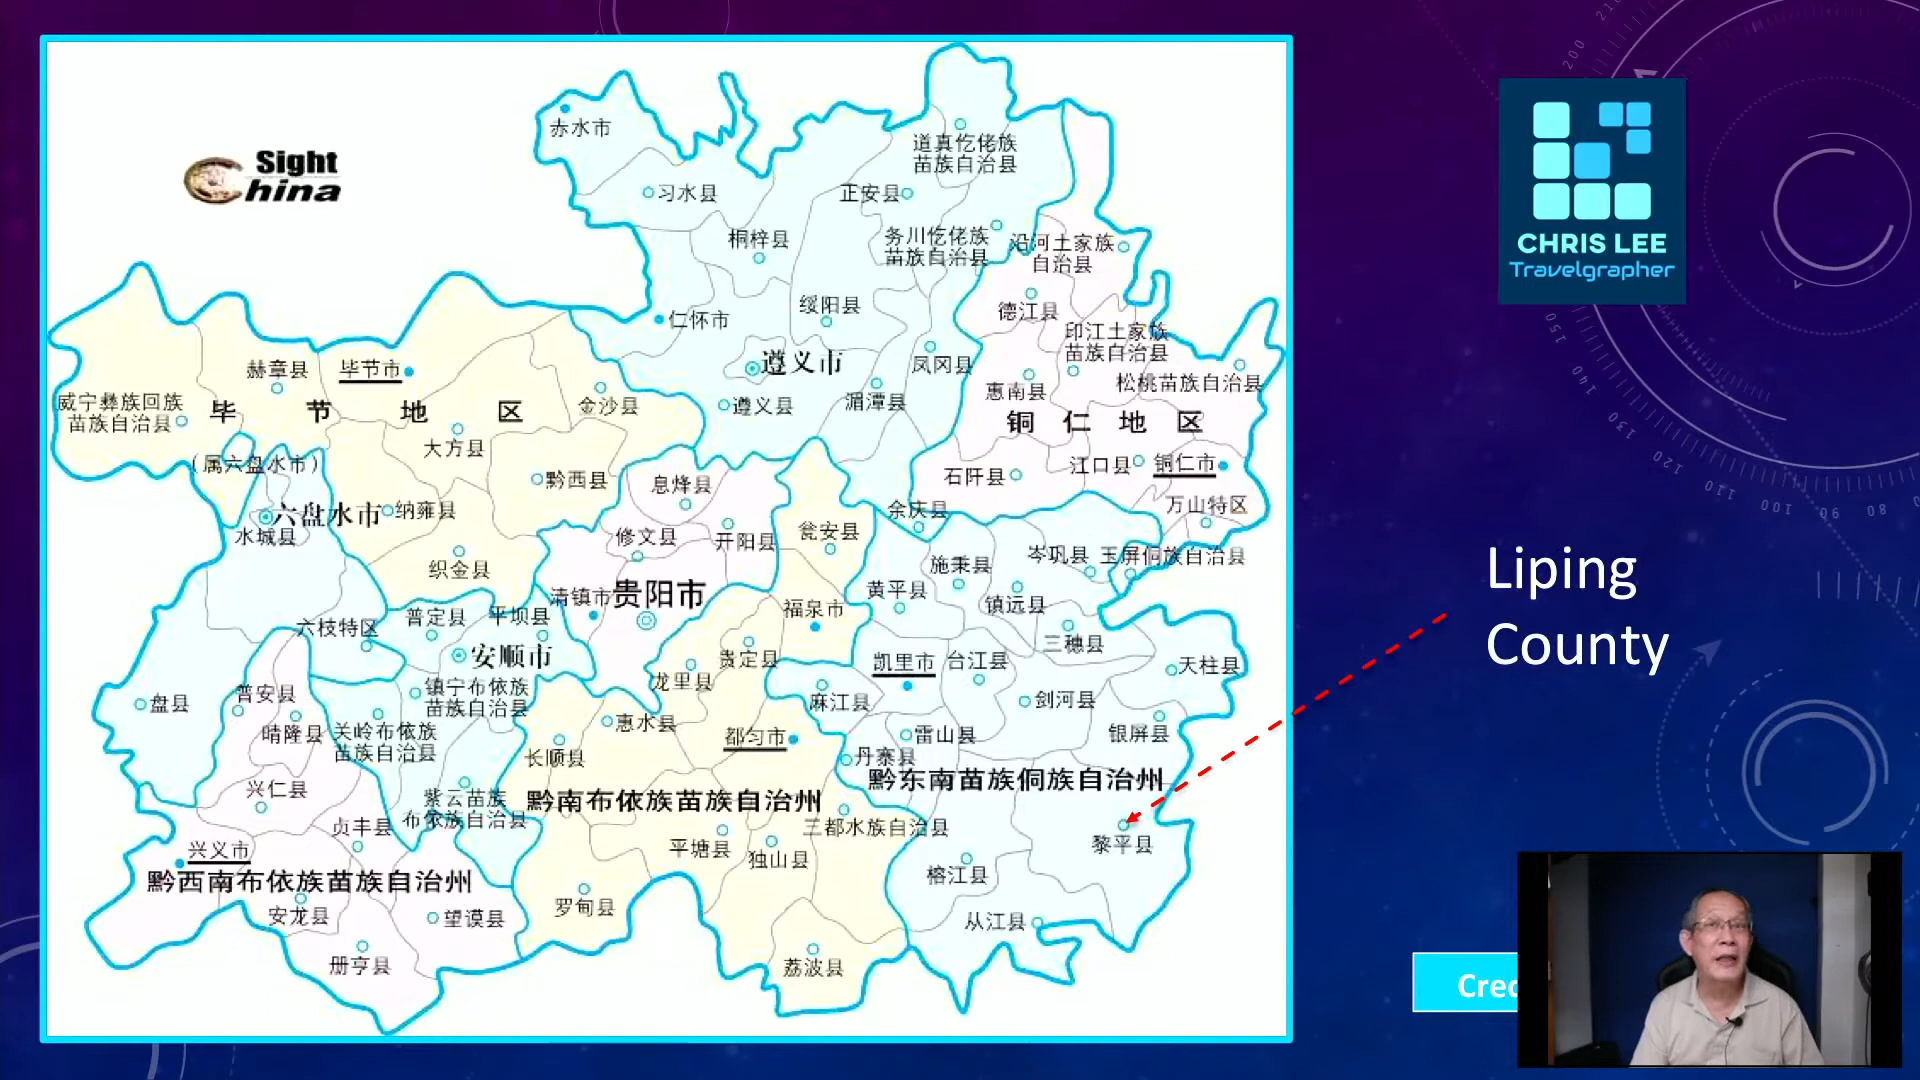 Sight
China
赤水市
道真仡佬族
苗族自治县
习水县
正安县
桐梓县
务川仡佬族
苗族自治县
沿河土家族
自治县
仁怀市
绥阳县
德江县
印江土家族
苗族自治县
遵义市
凤冈县
赫章县
毕节市
惠南县
松桃苗族自治县
威宁彝族回族
苗族自治县
毕节地区
金沙县
遵义县
湄潭县
铜仁地区
大方县
(属六盘水市)
黔西县
石阡县
江口县
铜仁市
息烽县
万山特区
六盘水市
纳雍县
余庆县
水城县
修文县
开阳县
瓮安县
岑巩县
玉屏侗族自治县
施秉县
织金县
黄平县
镇远县
清镇市
贵阳市
福泉市
普定县
平坝县
六枝特区
三穗县
安顺市
贵定县
凯里市
台江县
天柱县
龙里县
普安县
镇宁布依族
苗族自治县
盘县
麻江县
剑河县
晴隆县
关岭布依族
苗族自治县
惠水县
都匀市
雷山县
银屏县
长顺县
丹寨县
黔东南苗族侗族自治州
兴仁县
紫云苗族
布依族自治县
黔南布依族苗族自治州
贞丰县
三都水族自治县
兴义市
平塘县
独山县
黎平县
黔西南布依族苗族自治州
榕江县
安龙县
望谟县
罗甸县
从江县
册亨县
荔波县
CHRIS LEE
Travelgrapher
Liping
County
Cred
210
200
150
140
130
120
110
100
90
80